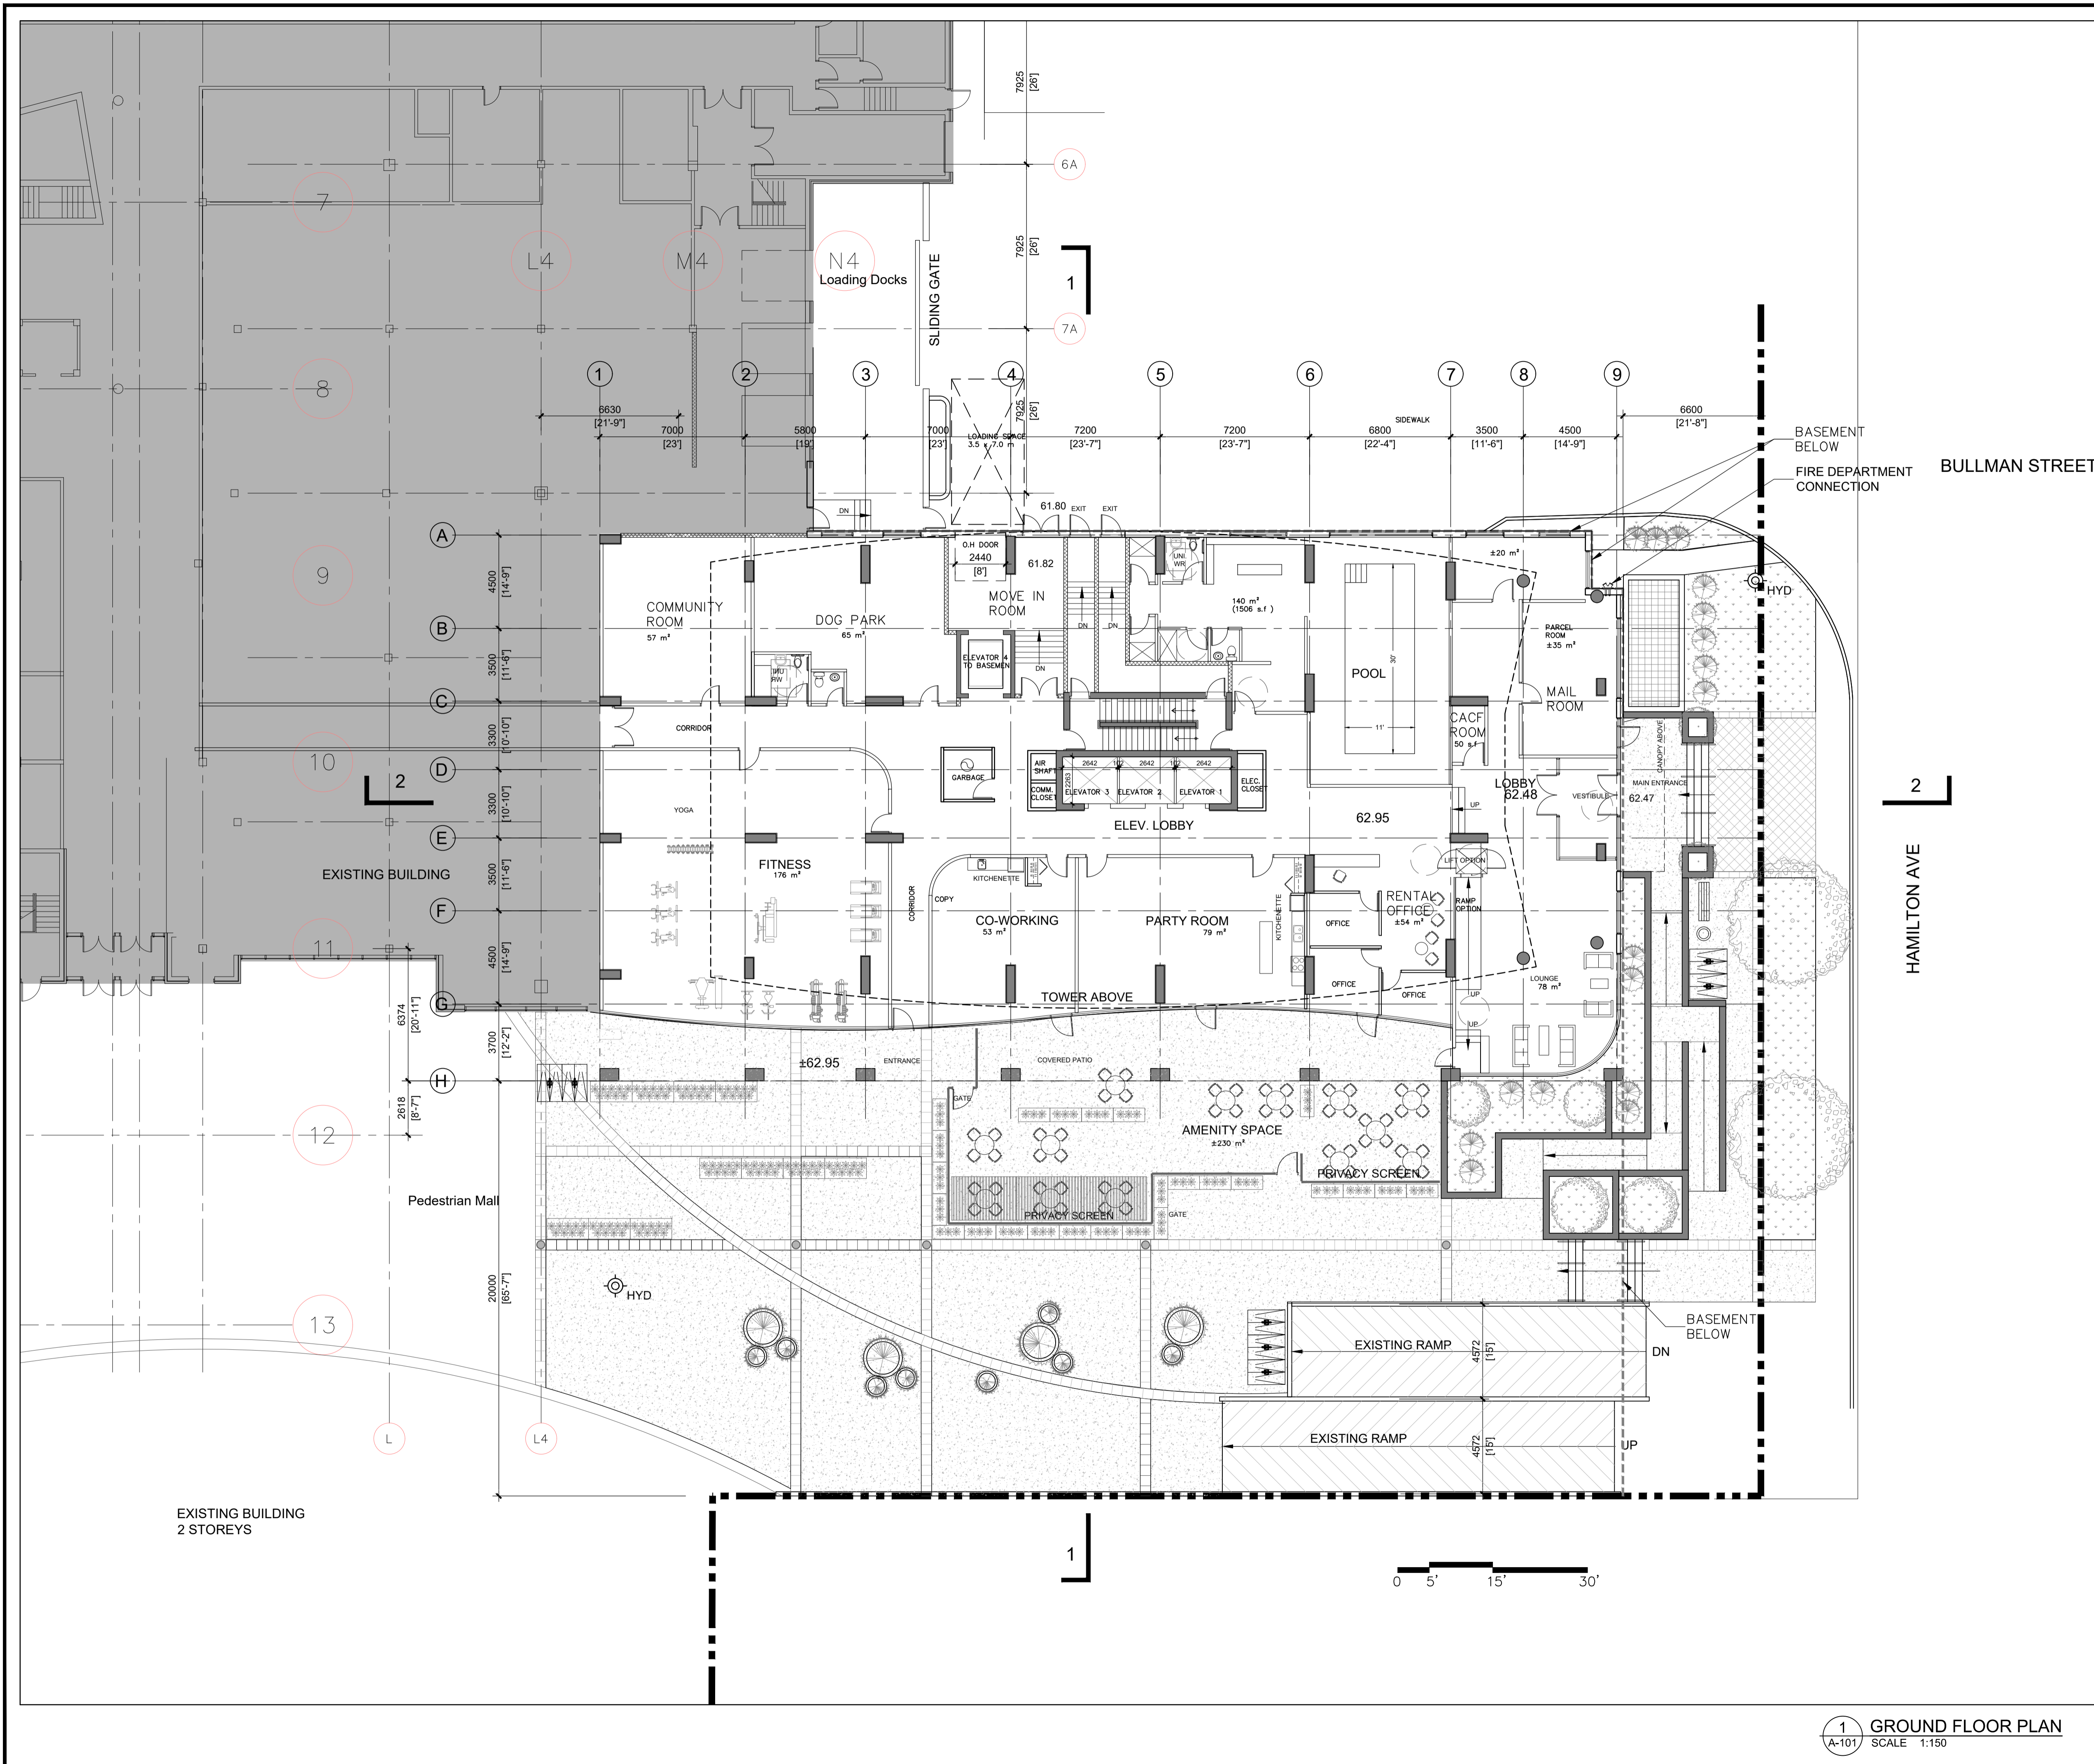 7925
[26']
6A
7
L4
M4
N4
Loading Docks
SLIDING GATE
7925
[26']
1
7A
8
1
2
3
4
5
6
7
8
9
6630
[21'-9"]
7925
[26']
SIDEWALK
6600
[21'-8"]
7000
[23']
5800
[19'
7000
[23']
LOADING SPACE
3.5 x 7.0 m
7200
[23'-7"]
7200
[23'-7"]
6800
[22'-4"]
3500
[11'-6"]
4500
[14'-9"]
BASEMENT
BELOW
FIRE DEPARTMENT
CONNECTION
BULLMAN STREET
DN
61.80
EXIT
EXIT
A
O.H DOOR
2440
[8']
61.82
UNI.
WR
±20 m²
9
4500
[14'-9"]
HYD
COMMUNITY
ROOM
57 m²
DOG PARK
65 m²
MOVE IN
ROOM
140 m²
(1506 s.f )
DN
DN
B
PARCEL
ROOM
±35 m²
3500
[11'-6"]
UNI
WR
ELEVATOR 4
TO BASEMEN
DN
POOL
30'
11'
MAIL
ROOM
C
CORRIDOR
CACF
ROOM
50 s.f
CANOPY ABOVE
3300
[10'-10"]
10
D
2
GARBAGE
AIR
SHAFT
COMM.
CLOSET
2642
102
2642
102
2642
2263
ELEVATOR 3
ELEVATOR 2
ELEVATOR 1
ELEC.
CLOSET
LOBBY
62.48
VESTIBULE
MAIN ENTRANCE
62.47
2
3300
[10'-10"]
YOGA
UP
ELEV. LOBBY
62.95
E
EXISTING BUILDING
3500
[11'-6"]
FITNESS
176 m²
KITCHENETTE
LIFT OPTION
HAMILTON AVE
F
CORRIDOR
COPY
CO-WORKING
53 m²
PARTY ROOM
79 m²
KITCHENETTE
OFFICE
RENTAL
OFFICE
±54 m²
RAMP
OPTION
11
4500
[14'-9"]
OFFICE
OFFICE
LOUNGE
78 m²
UP
G
TOWER ABOVE
6374
[20'-11"]
3700
[12'-2"]
UP
±62.95
ENTRANCE
COVERED PATIO
H
GATE
2618
[8'-7"]
12
AMENITY SPACE
±230 m²
PRIVACY SCREEN
Pedestrian Mall
PRIVACY SCREEN
GATE
20000
[65'-7"]
HYD
13
BASEMENT
BELOW
EXISTING RAMP
4572
[15']
DN
L
L4
EXISTING RAMP
4572
[15']
UP
EXISTING BUILDING
2 STOREYS
1
0
5'
15'
30'
1
A-101
GROUND FLOOR PLAN
SCALE 1:150